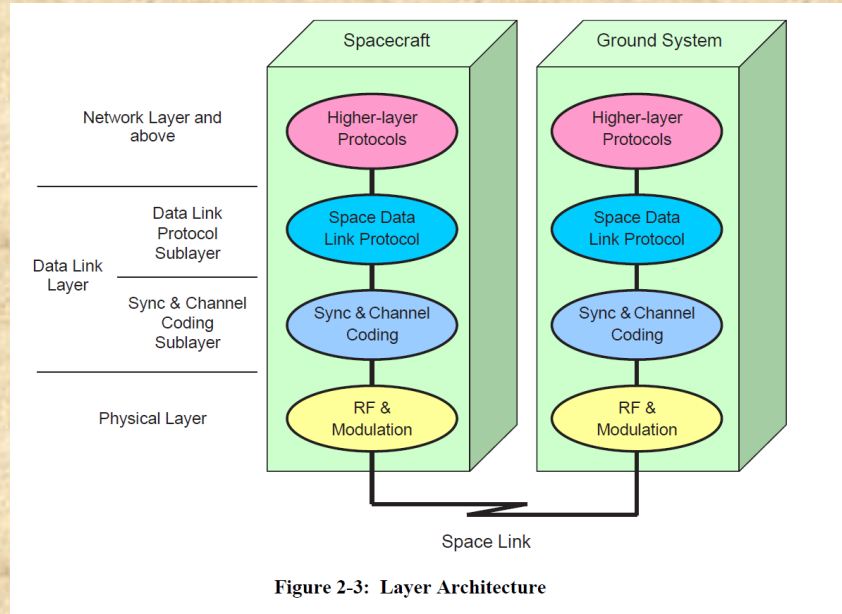 Spacecraft
Ground System
Network Layer and
above
Higher-layer
Protocols
Higher-layer
Protocols
Data Link
Protocol
Sublayer
Space Data
Link Protocol
Space Data
Link Protocol
Data Link
Layer
Sync & Channel
Coding
Sublayer
Sync & Channel
Coding
Sync & Channel
Coding
Physical Layer
RF &
Modulation
RF &
Modulation
Space Link
Figure 2-3: Layer Architecture